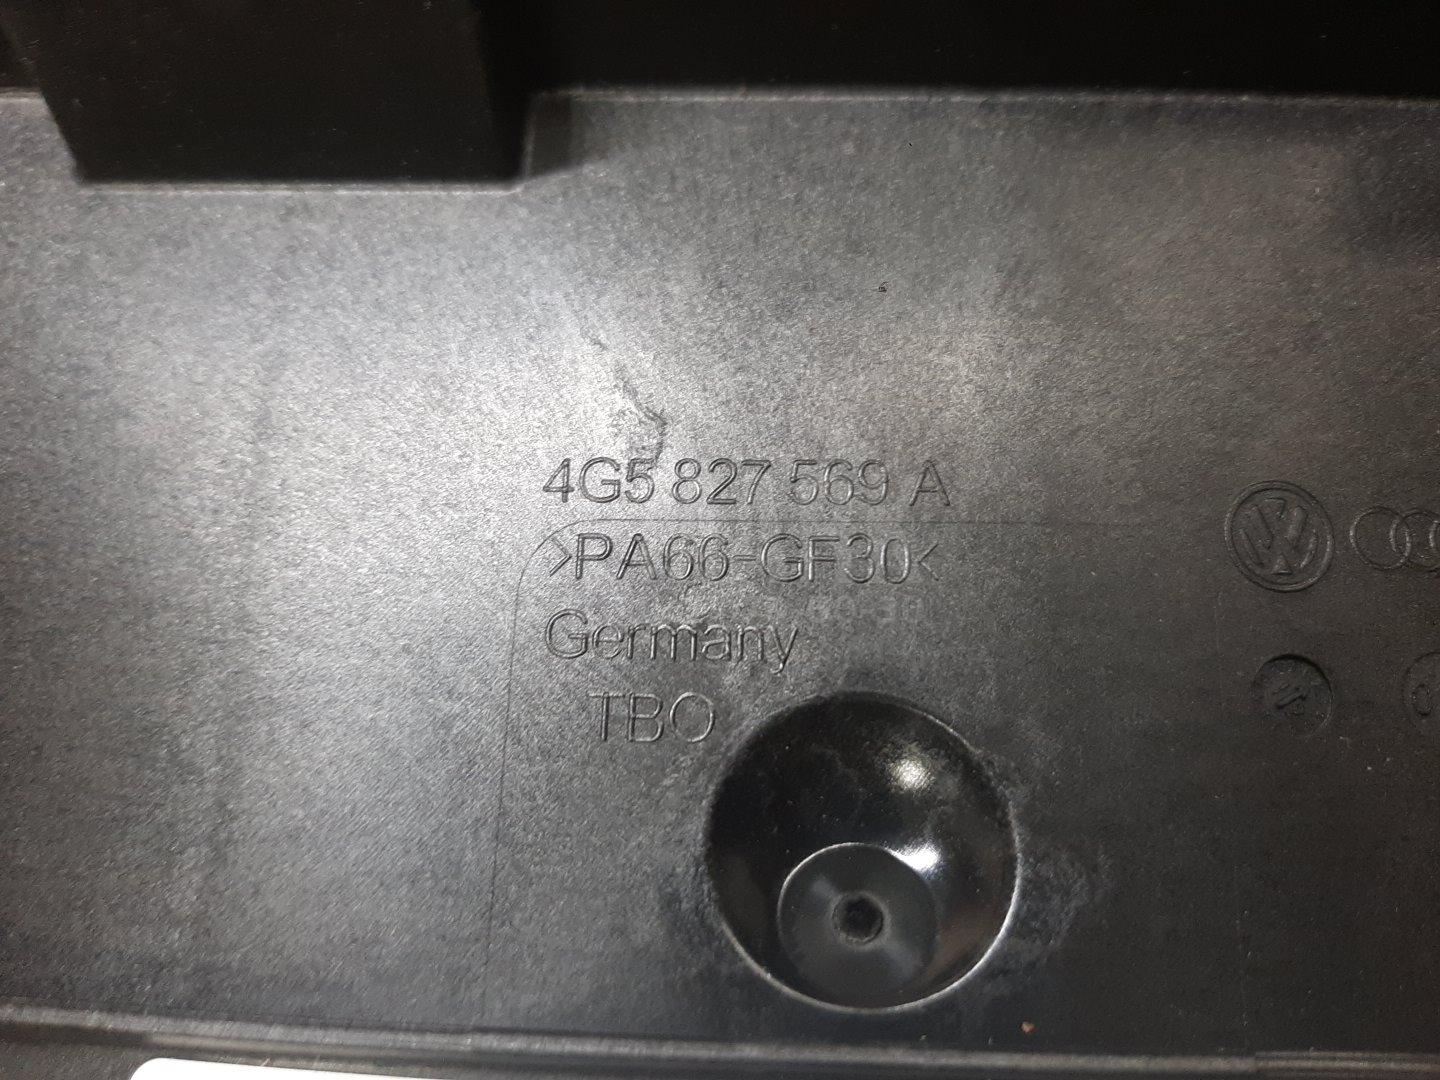 4G5 827 569 A
>PA66-GF30<
Germany
TBO